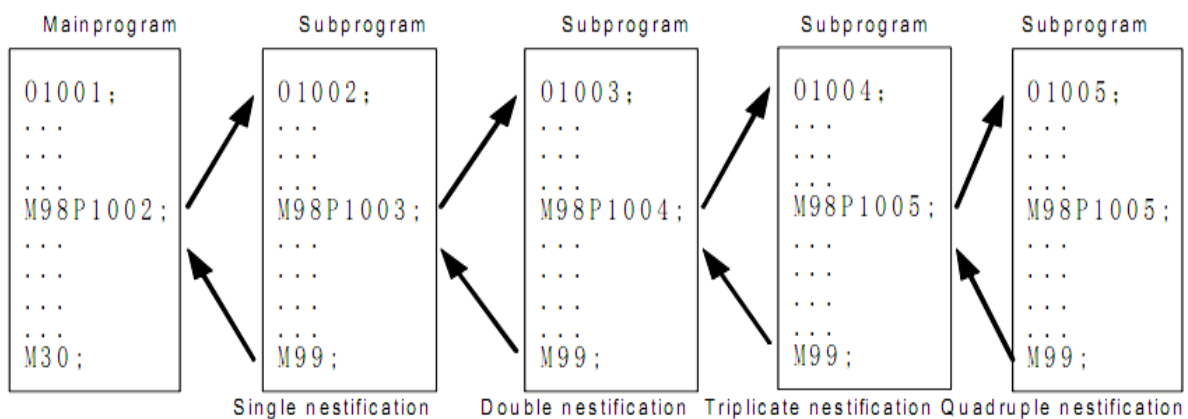 Mainprogram
O1001;
...
...
...
M98P1002;
...
...
...
...
M30;
Subprogram
O1002;
...
...
...
M98P1003;
...
...
...
...
M99;
Single nestification
Subprogram
O1003;
...
...
...
M98P1004;
...
...
...
...
M99;
Double nestification
Subprogram
O1004;
...
...
...
M98P1005;
...
...
...
...
M99;
Triplicate nestification
Subprogram
O1005;
...
...
...
M98P1005;
...
...
...
...
M99;
Quadruple nestification